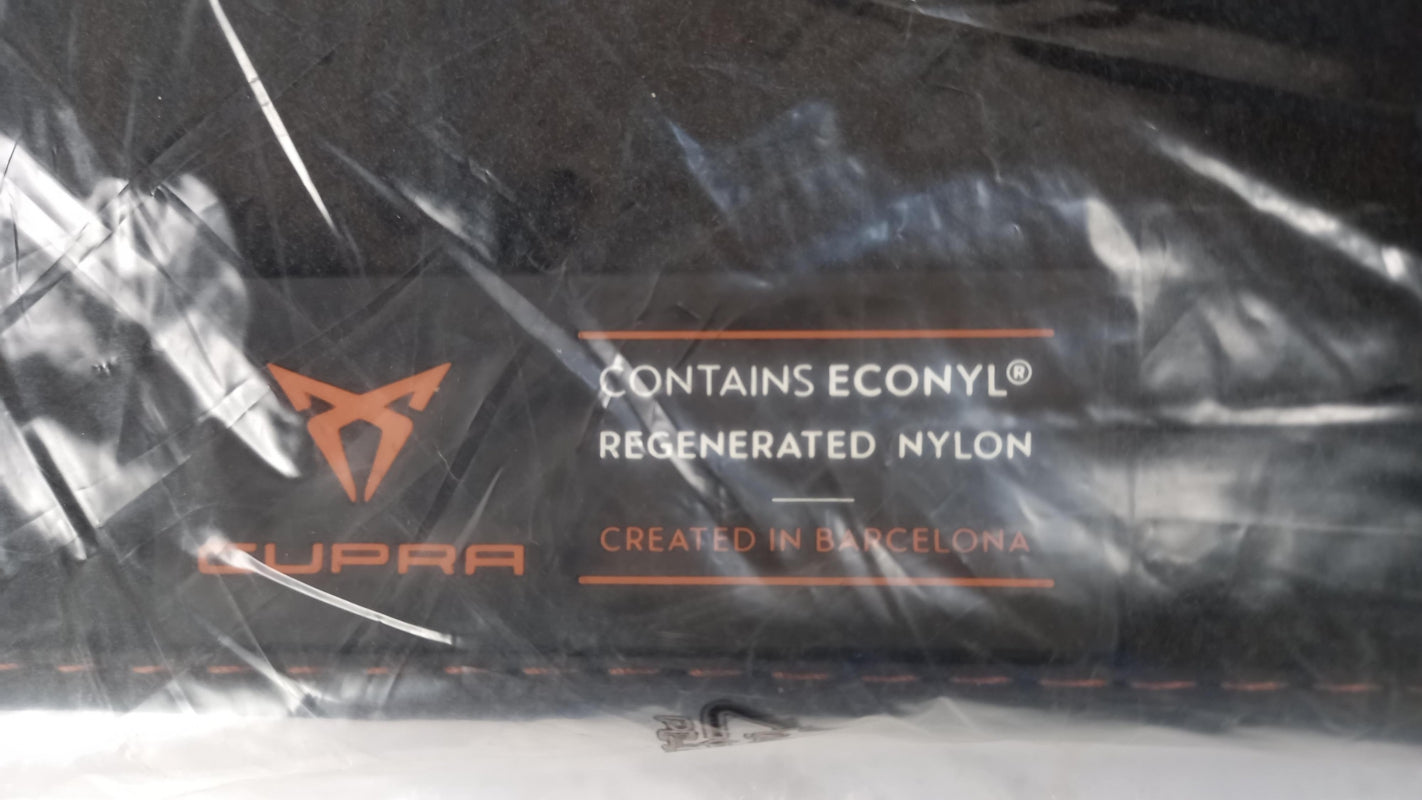 CUPRA
CONTAINS ECONYL®
REGENERATED NYLON
CREATED IN BARCELONA